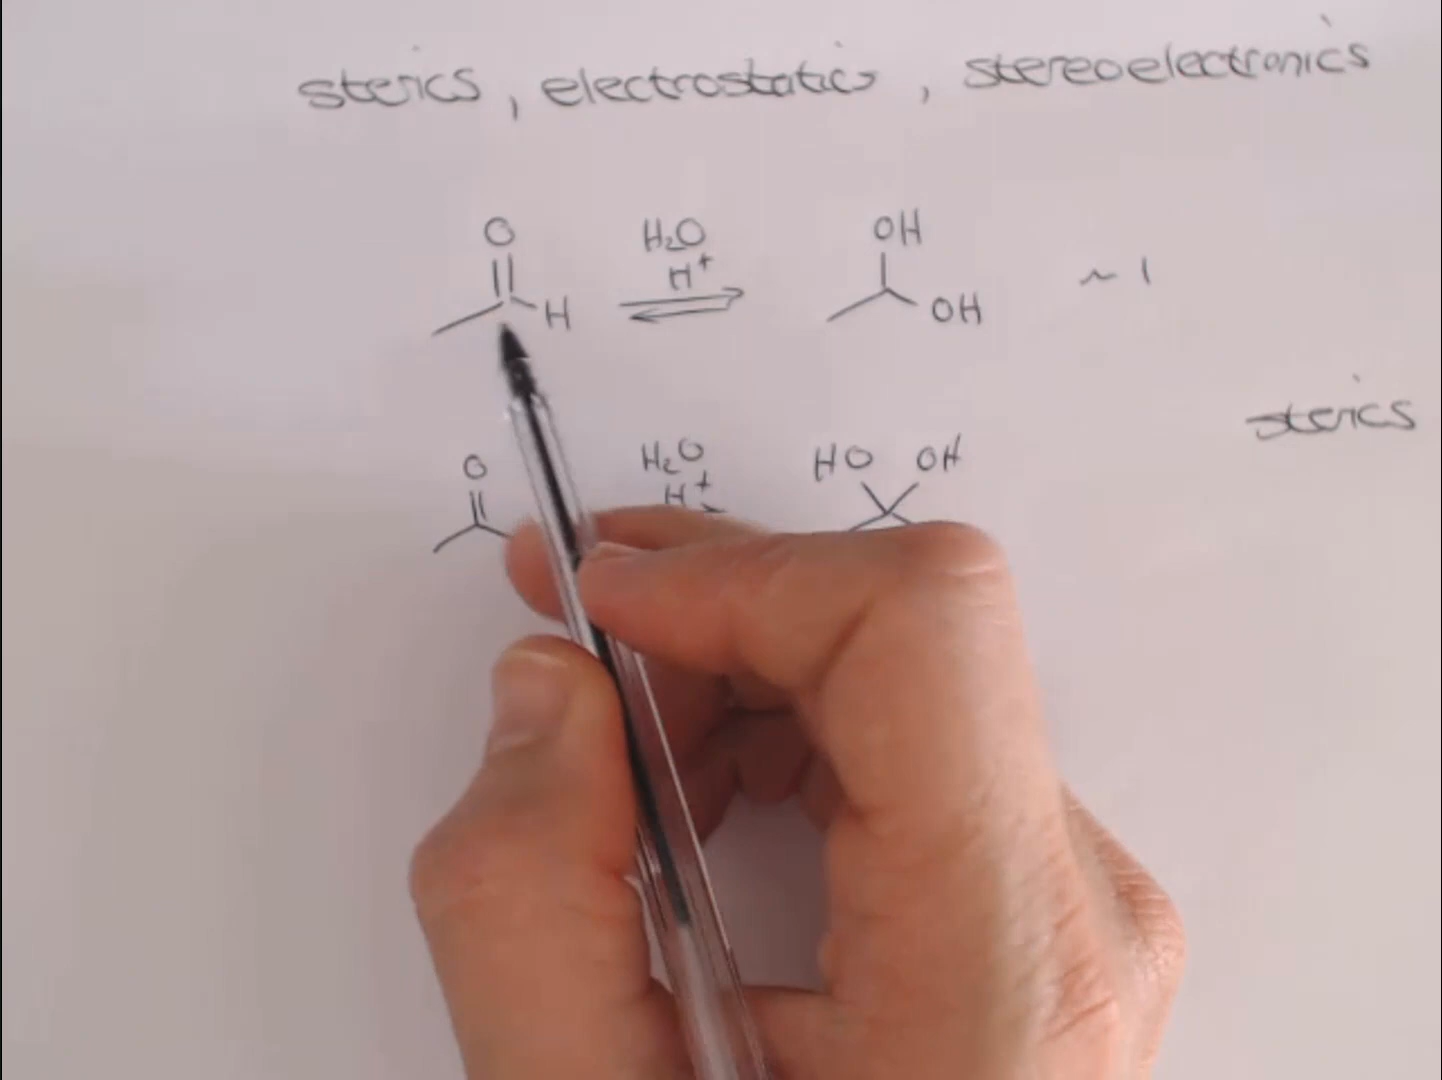 sterics, electrostatics, stereoelectronics
O H H₂O H⁺ OH OH ~ 1
sterics
O H₂O H⁺ HO OH